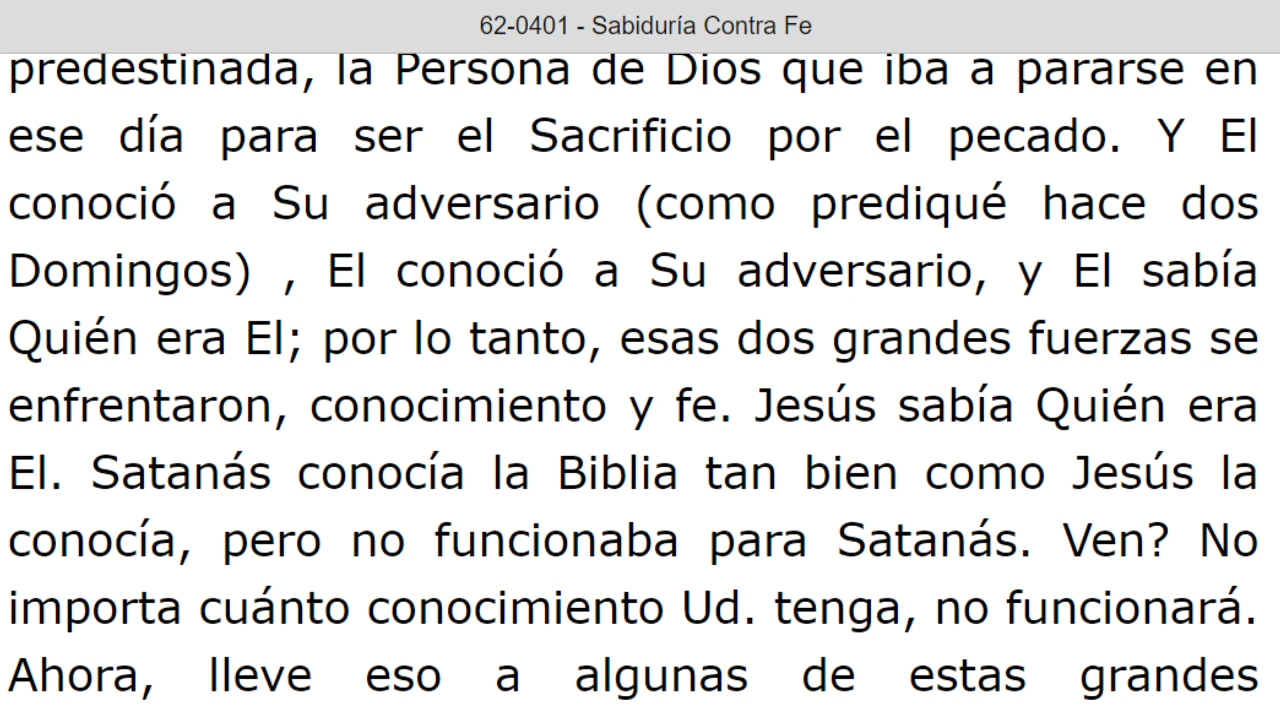 62-0401 - Sabiduría Contra Fe
predestinada, la Persona de Dios que iba a pararse en
ese día para ser el Sacrificio por el pecado. Y El
conoció a Su adversario (como prediqué hace dos
Domingos) , El conoció a Su adversario, y El sabía
Quién era El; por lo tanto, esas dos grandes fuerzas se
enfrentaron, conocimiento y fe. Jesús sabía Quién era
El. Satanás conocía la Biblia tan bien como Jesús la
conocía, pero no funcionaba para Satanás. Ven? No
importa cuánto conocimiento Ud. tenga, no funcionará.
Ahora, lleve eso a algunas de estas grandes